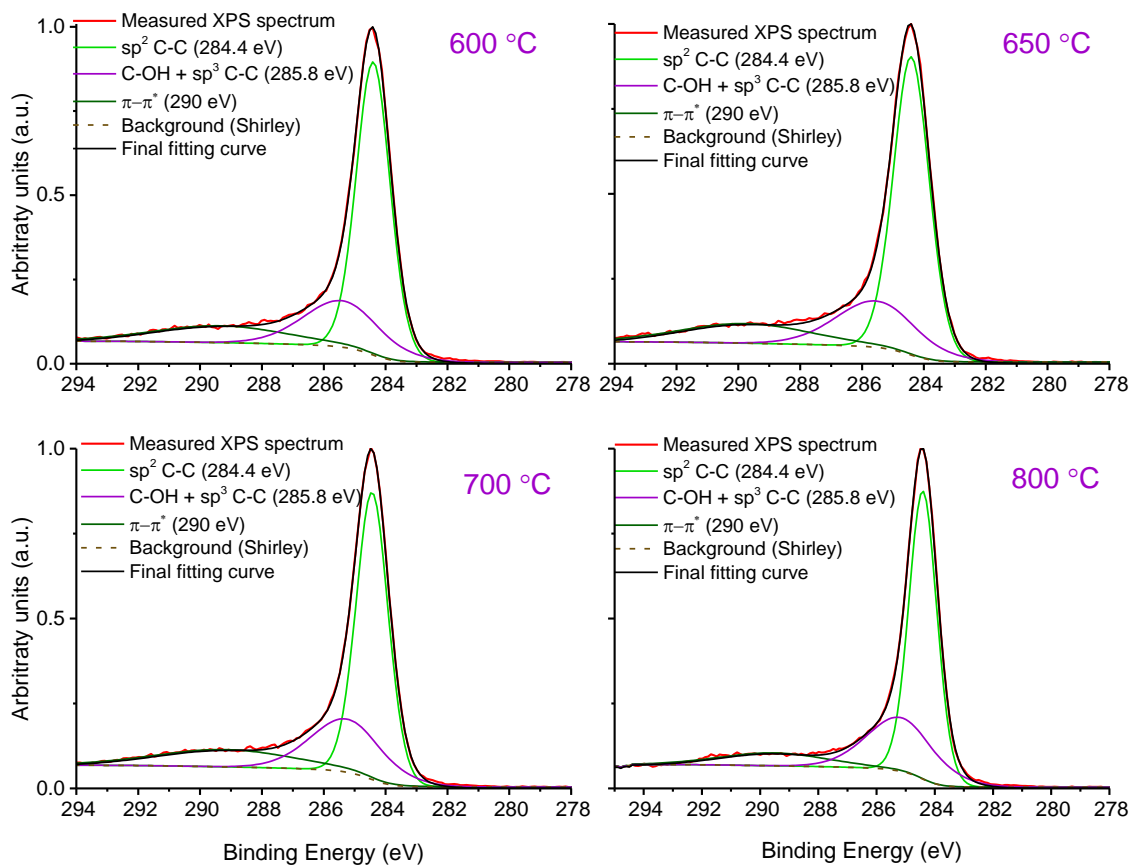 600 °C
Measured XPS spectrum
sp² C-C (284.4 eV)
C-OH + sp³ C-C (285.8 eV)
π−π* (290 eV)
Background (Shirley)
Final fitting curve
Arbritraty units (a.u.)
1.0
0.5
0.0
294 292 290 288 286 284 282 280 278
650 °C
Measured XPS spectrum
sp² C-C (284.4 eV)
C-OH + sp³ C-C (285.8 eV)
π−π* (290 eV)
Background (Shirley)
Final fitting curve
294 292 290 288 286 284 282 280 278
700 °C
Measured XPS spectrum
sp² C-C (284.4 eV)
C-OH + sp³ C-C (285.8 eV)
π−π* (290 eV)
Background (Shirley)
Final fitting curve
Arbritraty units (a.u.)
1.0
0.5
0.0
294 292 290 288 286 284 282 280 278
Binding Energy (eV)
800 °C
Measured XPS spectrum
sp² C-C (284.4 eV)
C-OH + sp³ C-C (285.8 eV)
π−π* (290 eV)
Background (Shirley)
Final fitting curve
294 292 290 288 286 284 282 280 278
Binding Energy (eV)